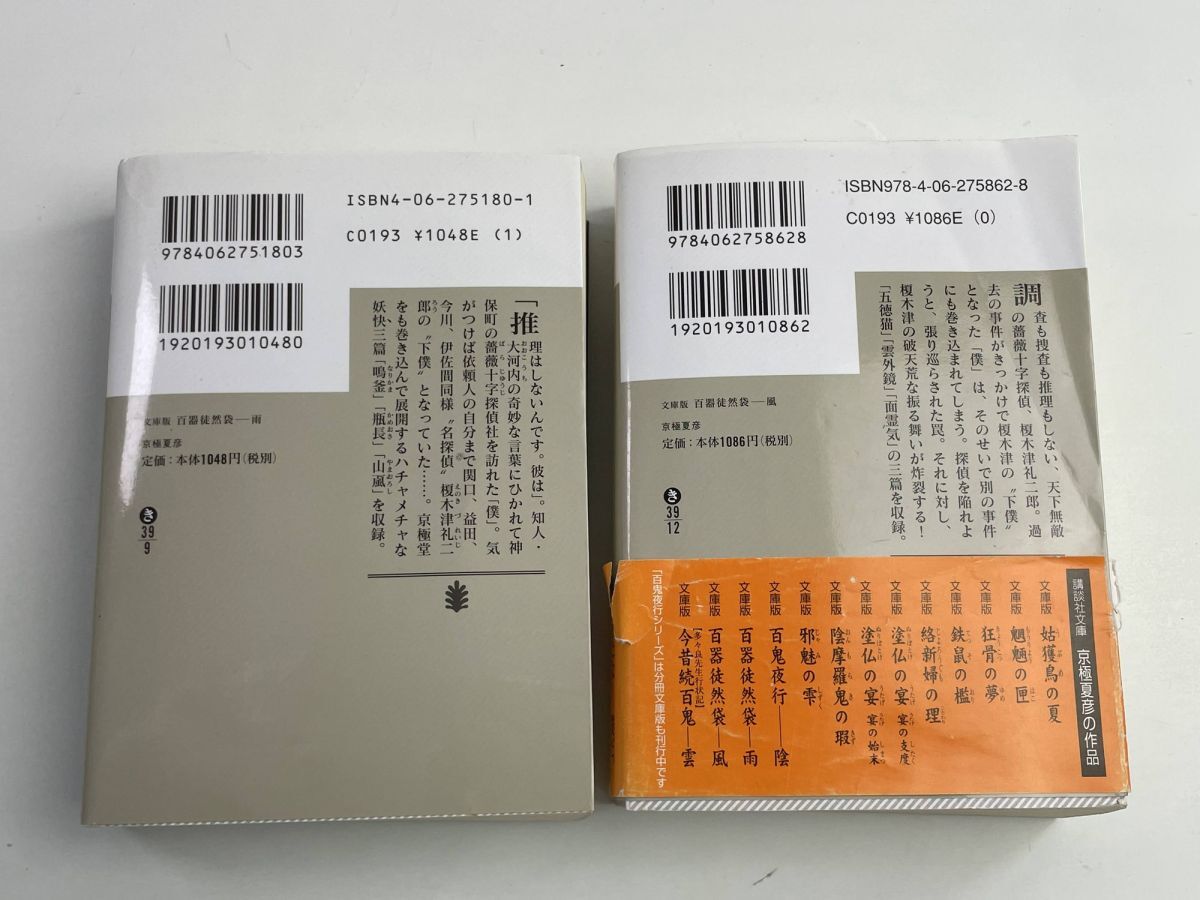 ISBN4-06-275180-1
C0193 ¥1048E (1)
9784062751803
1920193010480
「推理はしないんです。彼は」。知人・
大河内の奇妙な言葉にひかれて神
保町の薔薇十字探偵社を訪れた「僕」。気
がつけば依頼人の自分まで関口、益田、
今川、伊佐間同様〝名探偵〟榎木津礼二
郎の〝下僕〟となっていた……。京極堂
をも巻き込んで展開するハチャメチャな
妖快三篇「鳴釜」「瓶長」「山颪」を収録。
文庫版 百器徒然袋──雨
京極夏彦
定価:本体1048円(税別)
き
39
9
ISBN978-4-06-275862-8
C0193 ¥1086E (0)
9784062758628
1920193010862
調査も捜査も推理もしない、天下無敵
の薔薇十字探偵、榎木津礼二郎。過
去の事件がきっかけで榎木津の〝下僕〟
となった「僕」は、そのせいで別の事件
にも巻き込まれてしまう。探偵を陥れよ
うと、張り巡らされた罠。それに対し、
榎木津の破天荒な振る舞いが炸裂する!
「五徳猫」「雲外鏡」「面霊気」の三篇を収録。
文庫版 百器徒然袋──風
京極夏彦
定価:本体1086円(税別)
き
39
12
講談社文庫 京極夏彦の作品
文庫版 姑獲鳥の夏
文庫版 魍魎の匣
文庫版 狂骨の夢
文庫版 鉄鼠の檻
文庫版 絡新婦の理
文庫版 塗仏の宴 宴の支度
文庫版 塗仏の宴 宴の始末
文庫版 陰摩羅鬼の瑕
文庫版 邪魅の雫
文庫版 百鬼夜行──陰
文庫版 百器徒然袋──雨
文庫版 百器徒然袋──風
文庫版 今昔続百鬼──雲
[多々良先生行状記]
「百鬼夜行シリーズ」は分冊文庫版も刊行中です